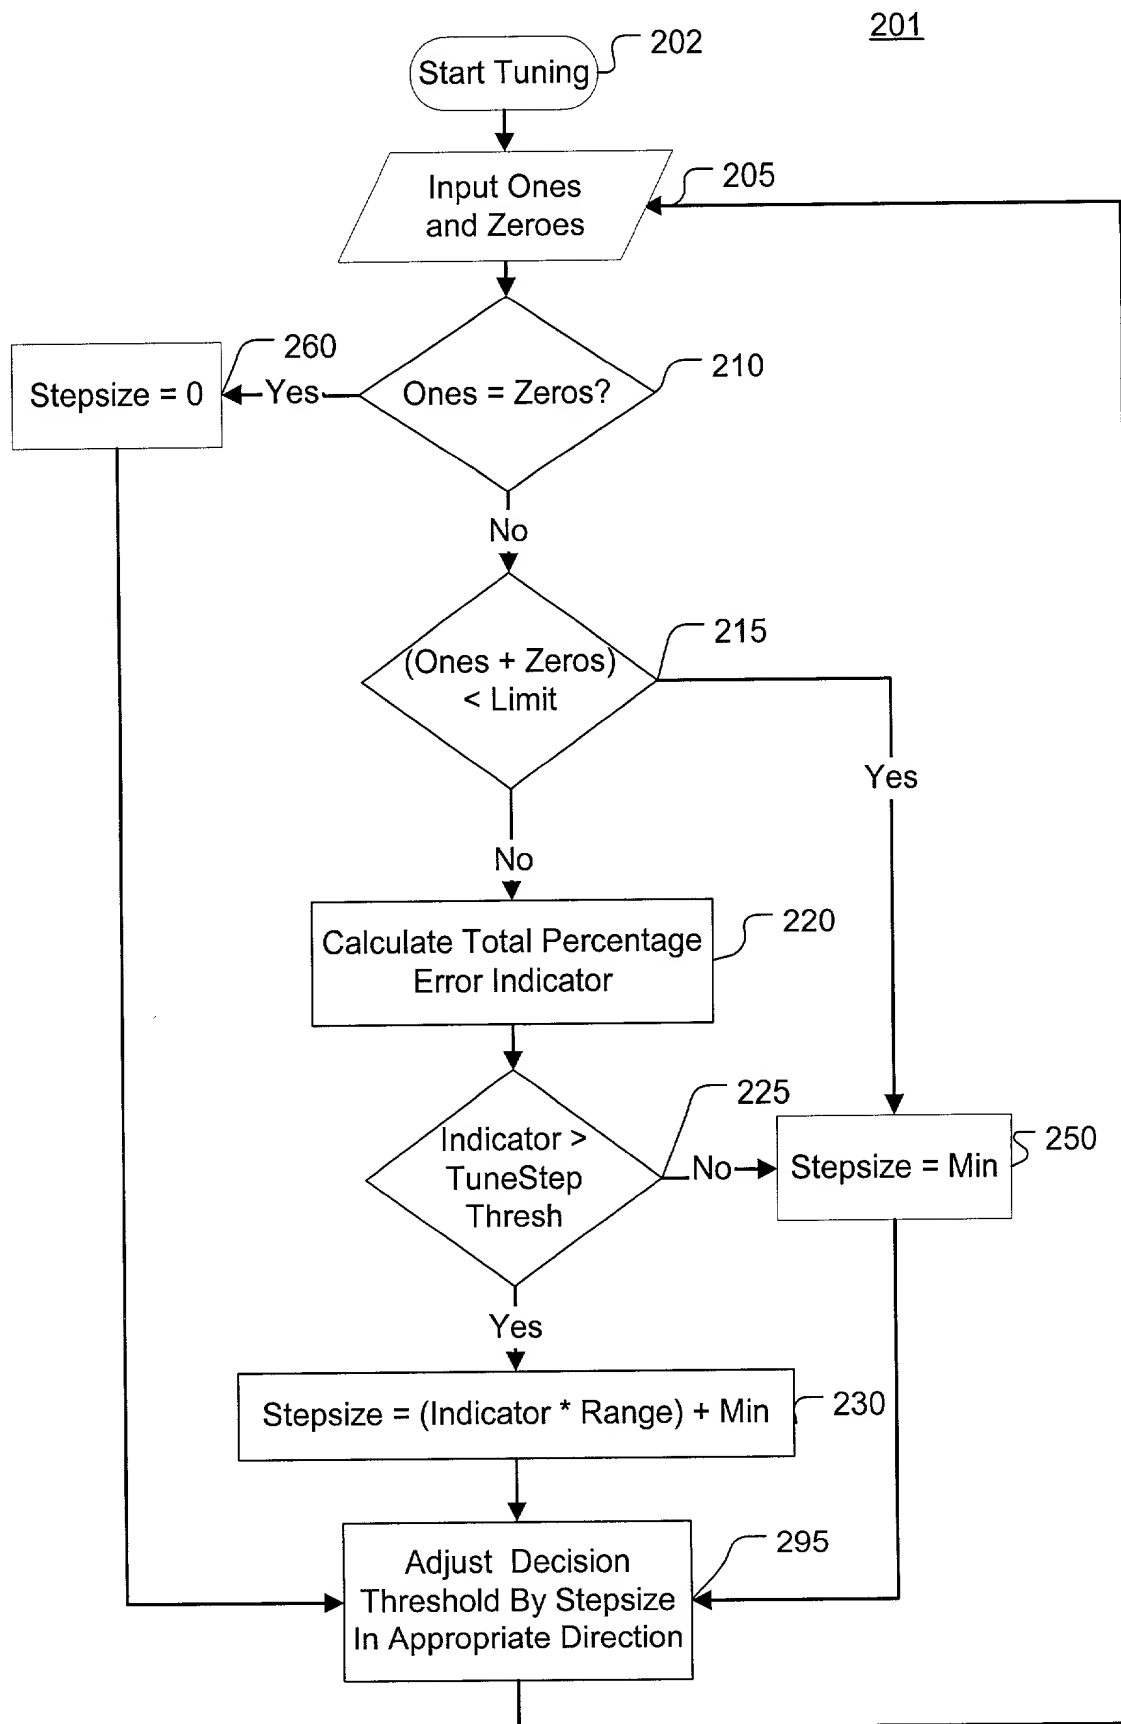 201
202
Start Tuning
205
Input Ones
and Zeroes
260
210
Stepsize = 0
Yes
Ones = Zeros?
No
215
(Ones + Zeros)
< Limit
Yes
No
220
Calculate Total Percentage
Error Indicator
225
250
Indicator >
TuneStep
Thresh
No
Stepsize = Min
Yes
230
Stepsize = (Indicator * Range) + Min
295
Adjust Decision
Threshold By Stepsize
In Appropriate Direction